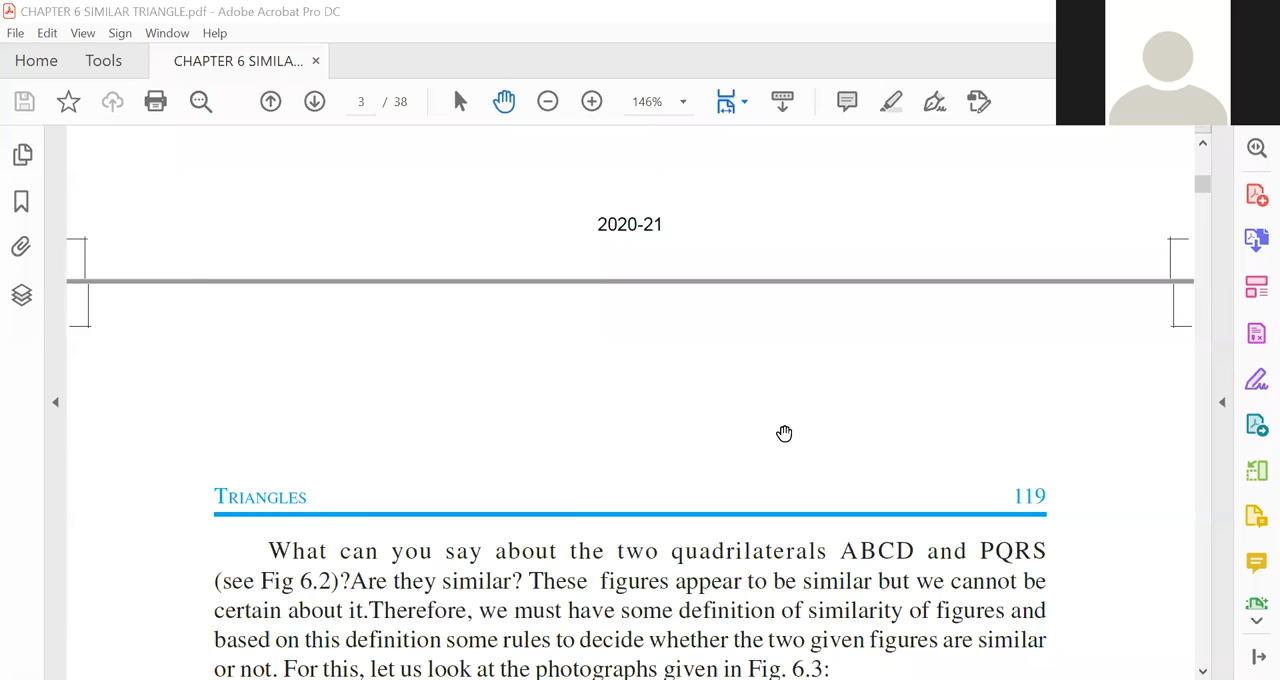 CHAPTER 6 SIMILAR TRIANGLE.pdf - Adobe Acrobat Pro DC
File Edit View Sign Window Help
Home Tools CHAPTER 6 SIMILA... ×
3 / 38 146%
2020-21
TRIANGLES 119
What can you say about the two quadrilaterals ABCD and PQRS
(see Fig 6.2)?Are they similar? These figures appear to be similar but we cannot be
certain about it.Therefore, we must have some definition of similarity of figures and
based on this definition some rules to decide whether the two given figures are similar
or not. For this, let us look at the photographs given in Fig. 6.3: